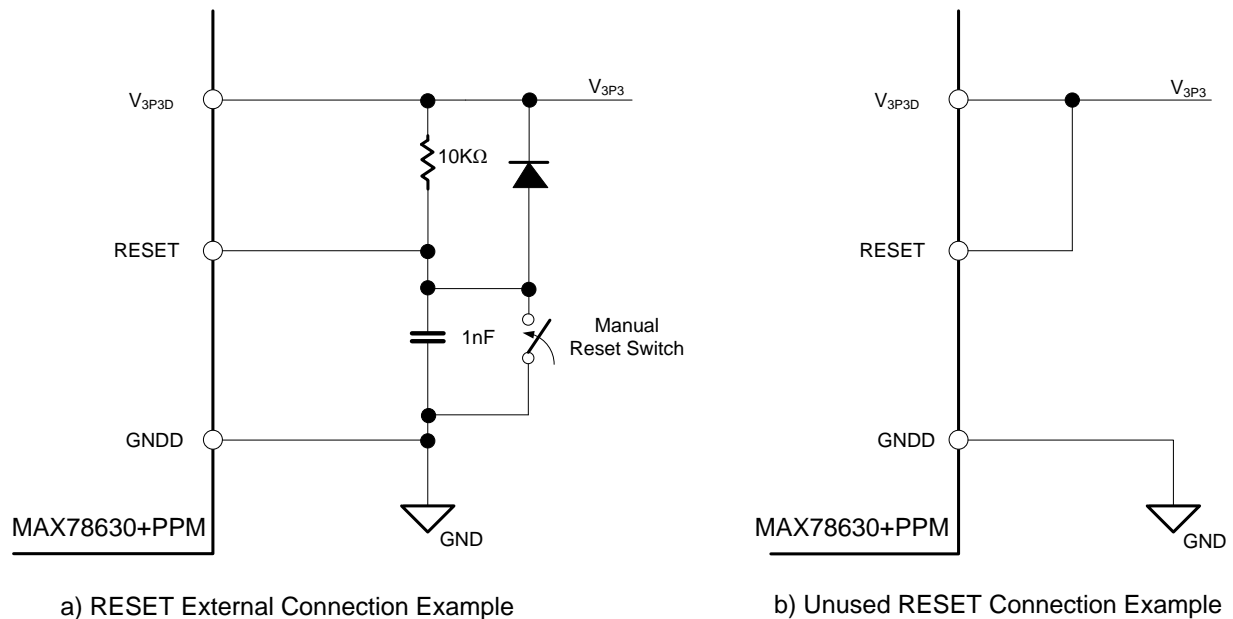 V3P3D
V3P3
10KΩ
RESET
1nF
Manual
Reset Switch
GNDD
MAX78630+PPM
GND
a) RESET External Connection Example
V3P3D
V3P3
RESET
GNDD
MAX78630+PPM
GND
b) Unused RESET Connection Example